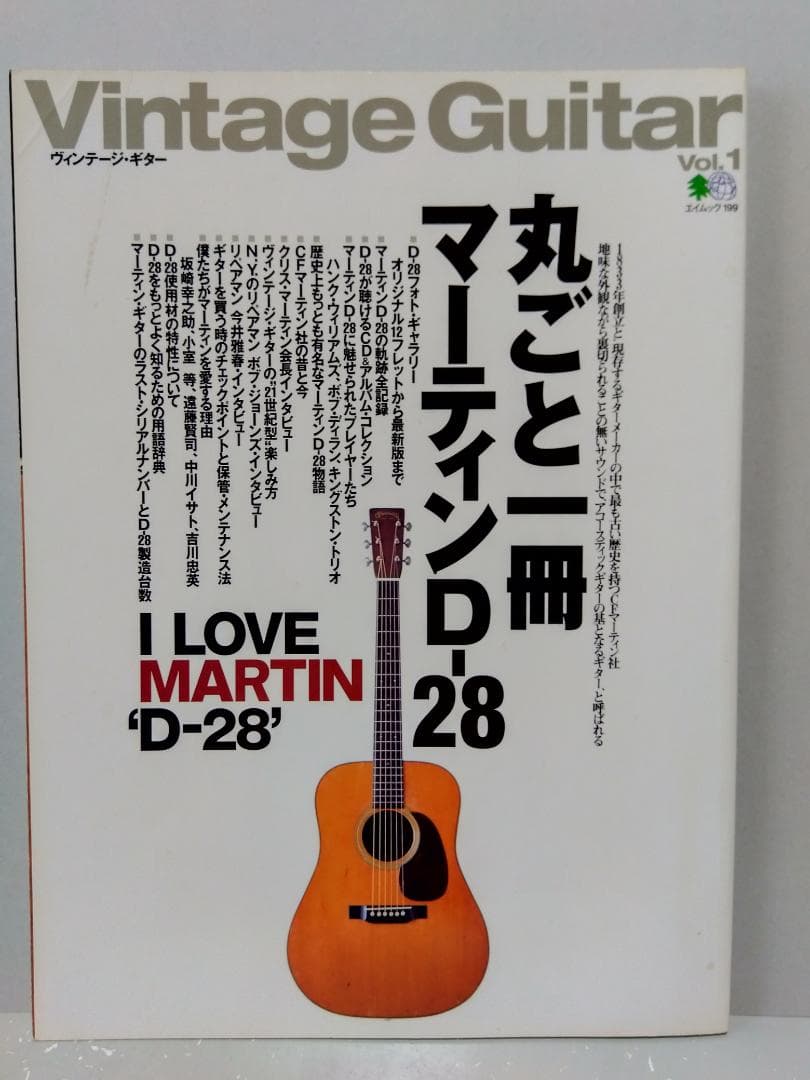 Vintage Guitar
ヴィンテージ・ギター
Vol.1
エイムック 199
1833年創立と、現存するギターメーカーの中で最も古い歴史を持つC.F.マーティン社
地味な外観ながら裏切られることの無いサウンドで、アコースティックギターの基となるギター、と呼ばれる
丸ごと一冊
マーティンD-28
D-28フォト・ギャラリー
オリジナル12フレットから最新版まで
マーティンD-28の軌跡全記録
D-28が聴けるCD&アルバム・コレクション
マーティンD-28に魅せられたプレイヤーたち
ハンク・ウィリアムズ、ボブ・ディラン、キングストン・トリオ
歴史上もっとも有名なマーティンD-28物語
C.F.マーティン社の昔と今
クリス・マーティン会長インタビュー
ヴィンテージ・ギターの"21世紀型"楽しみ方
N.Y.のリペアマン ボブ・ジョーンズ・インタビュー
リペアマン 今井雅春・インタビュー
ギターを買う時のチェックポイントと保管・メンテナンス法
僕たちがマーティンを愛する理由
坂崎幸之助、小室 等、遠藤賢司、中川イサト、吉川忠英
D-28使用材の特性について
D-28をもっとよく知るための用語辞典
マーティン・ギターのラスト・シリアルナンバーとD-28製造台数
I LOVE
MARTIN
'D-28'